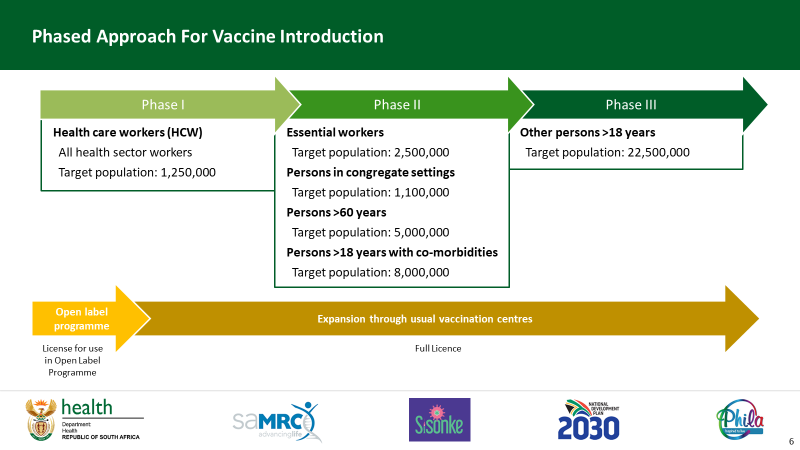 Phased Approach For Vaccine Introduction
Phase I
Phase II
Phase III
Health care workers (HCW)
All health sector workers
Target population: 1,250,000
Essential workers
Target population: 2,500,000
Persons in congregate settings
Target population: 1,100,000
Persons >60 years
Target population: 5,000,000
Persons >18 years with co-morbidities
Target population: 8,000,000
Other persons >18 years
Target population: 22,500,000
Open label
programme
Expansion through usual vaccination centres
License for use
in Open Label
Programme
Full Licence
health
Department:
Health
REPUBLIC OF SOUTH AFRICA
saMRC
advancing life
Sisonke
NATIONAL
DEVELOPMENT
PLAN
2030
Phila
6